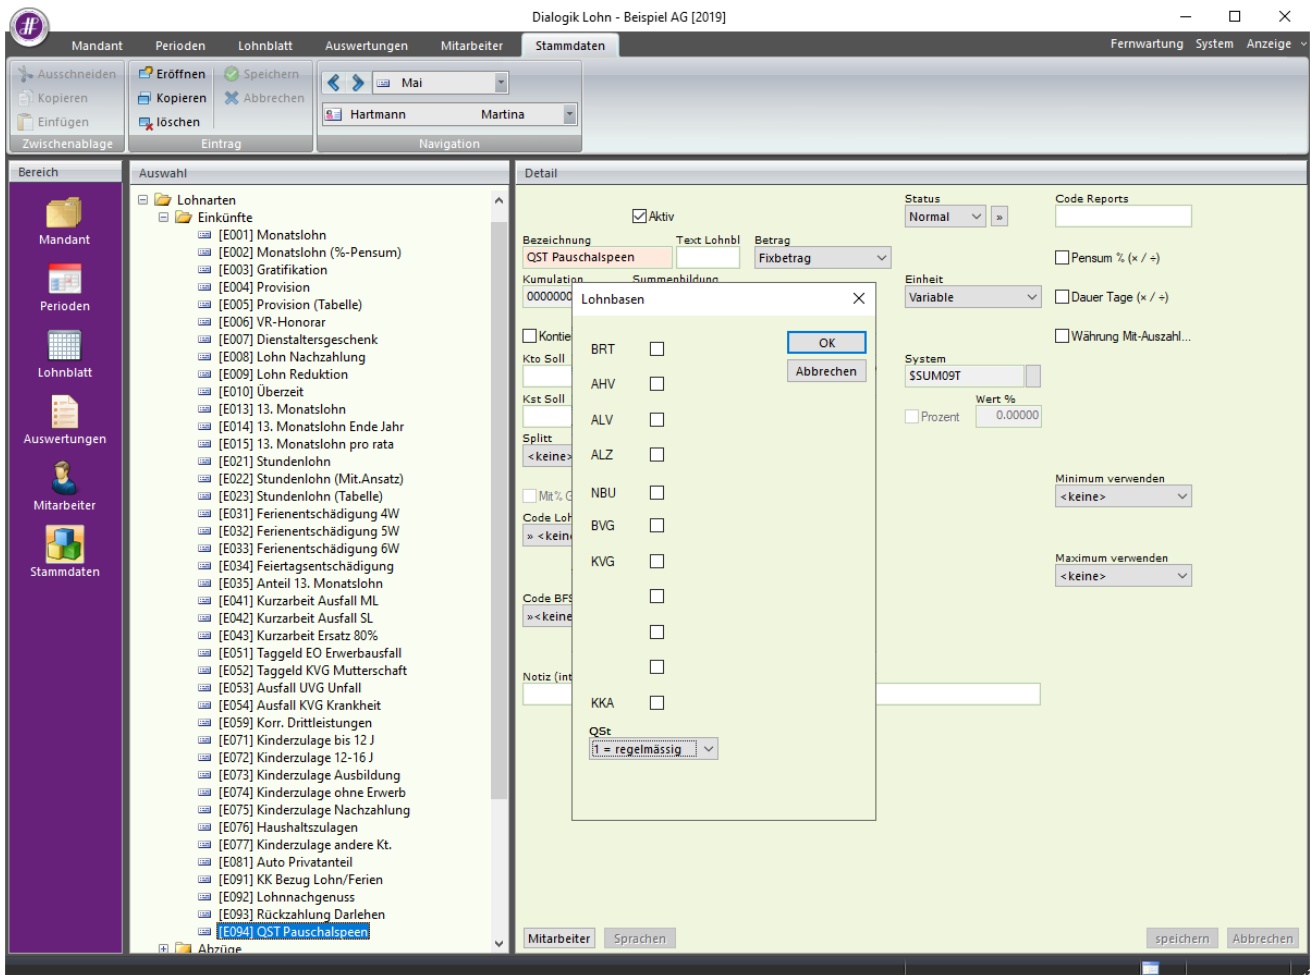 Dialogik Lohn - Beispiel AG [2019]
Mandant Perioden Lohnblatt Auswertungen Mitarbeiter Stammdaten Fernwartung System Anzeige
Ausschneiden Eröffnen Speichern
Kopieren Kopieren Abbrechen
Einfügen löschen
Mai
Hartmann Martina
Zwischenablage Eintrag Navigation
Bereich
Mandant
Perioden
Lohnblatt
Auswertungen
Mitarbeiter
Stammdaten
Auswahl
Lohnarten
Einkünfte
[E001] Monatslohn
[E002] Monatslohn (%-Pensum)
[E003] Gratifikation
[E004] Provision
[E005] Provision (Tabelle)
[E006] VR-Honorar
[E007] Dienstaltersgeschenk
[E008] Lohn Nachzahlung
[E009] Lohn Reduktion
[E010] Überzeit
[E013] 13. Monatslohn
[E014] 13. Monatslohn Ende Jahr
[E015] 13. Monatslohn pro rata
[E021] Stundenlohn
[E022] Stundenlohn (Mit.Ansatz)
[E023] Stundenlohn (Tabelle)
[E031] Ferienentschädigung 4W
[E032] Ferienentschädigung 5W
[E033] Ferienentschädigung 6W
[E034] Feiertagsentschädigung
[E035] Anteil 13. Monatslohn
[E041] Kurzarbeit Ausfall ML
[E042] Kurzarbeit Ausfall SL
[E043] Kurzarbeit Ersatz 80%
[E051] Taggeld EO Erwerbausfall
[E052] Taggeld KVG Mutterschaft
[E053] Ausfall UVG Unfall
[E054] Ausfall KVG Krankheit
[E059] Korr. Drittleistungen
[E071] Kinderzulage bis 12 J
[E072] Kinderzulage 12-16 J
[E073] Kinderzulage Ausbildung
[E074] Kinderzulage ohne Erwerb
[E075] Kinderzulage Nachzahlung
[E076] Haushaltszulagen
[E077] Kinderzulage andere Kt.
[E081] Auto Privatanteil
[E091] KK Bezug Lohn/Ferien
[E092] Lohnnachgenuss
[E093] Rückzahlung Darlehen
[E094] QST Pauschalspeen
Abzüge
Detail
Aktiv
Status
Normal »
Code Reports
Bezeichnung Text Lohnbl Betrag
QST Pauschalspeen Fixbetrag
Pensum % (× / ÷)
Kumulation Summenbildung
0000000
Einheit
Variable
Dauer Tage (× / ÷)
Kontie
Währung Mit-Auszahl...
Kto Soll
System
$SUM09T
Kst Soll
Wert %
Prozent 0.00000
Splitt
<keine>
Mit% G
Minimum verwenden
<keine>
Code Loh
» <kein
Maximum verwenden
<keine>
Code BFS
»<keine
Notiz (int
Lohnbasen
OK
Abbrechen
BRT
AHV
ALV
ALZ
NBU
BVG
KVG
KKA
QSt
1 = regelmässig
Mitarbeiter Sprachen speichern Abbrechen